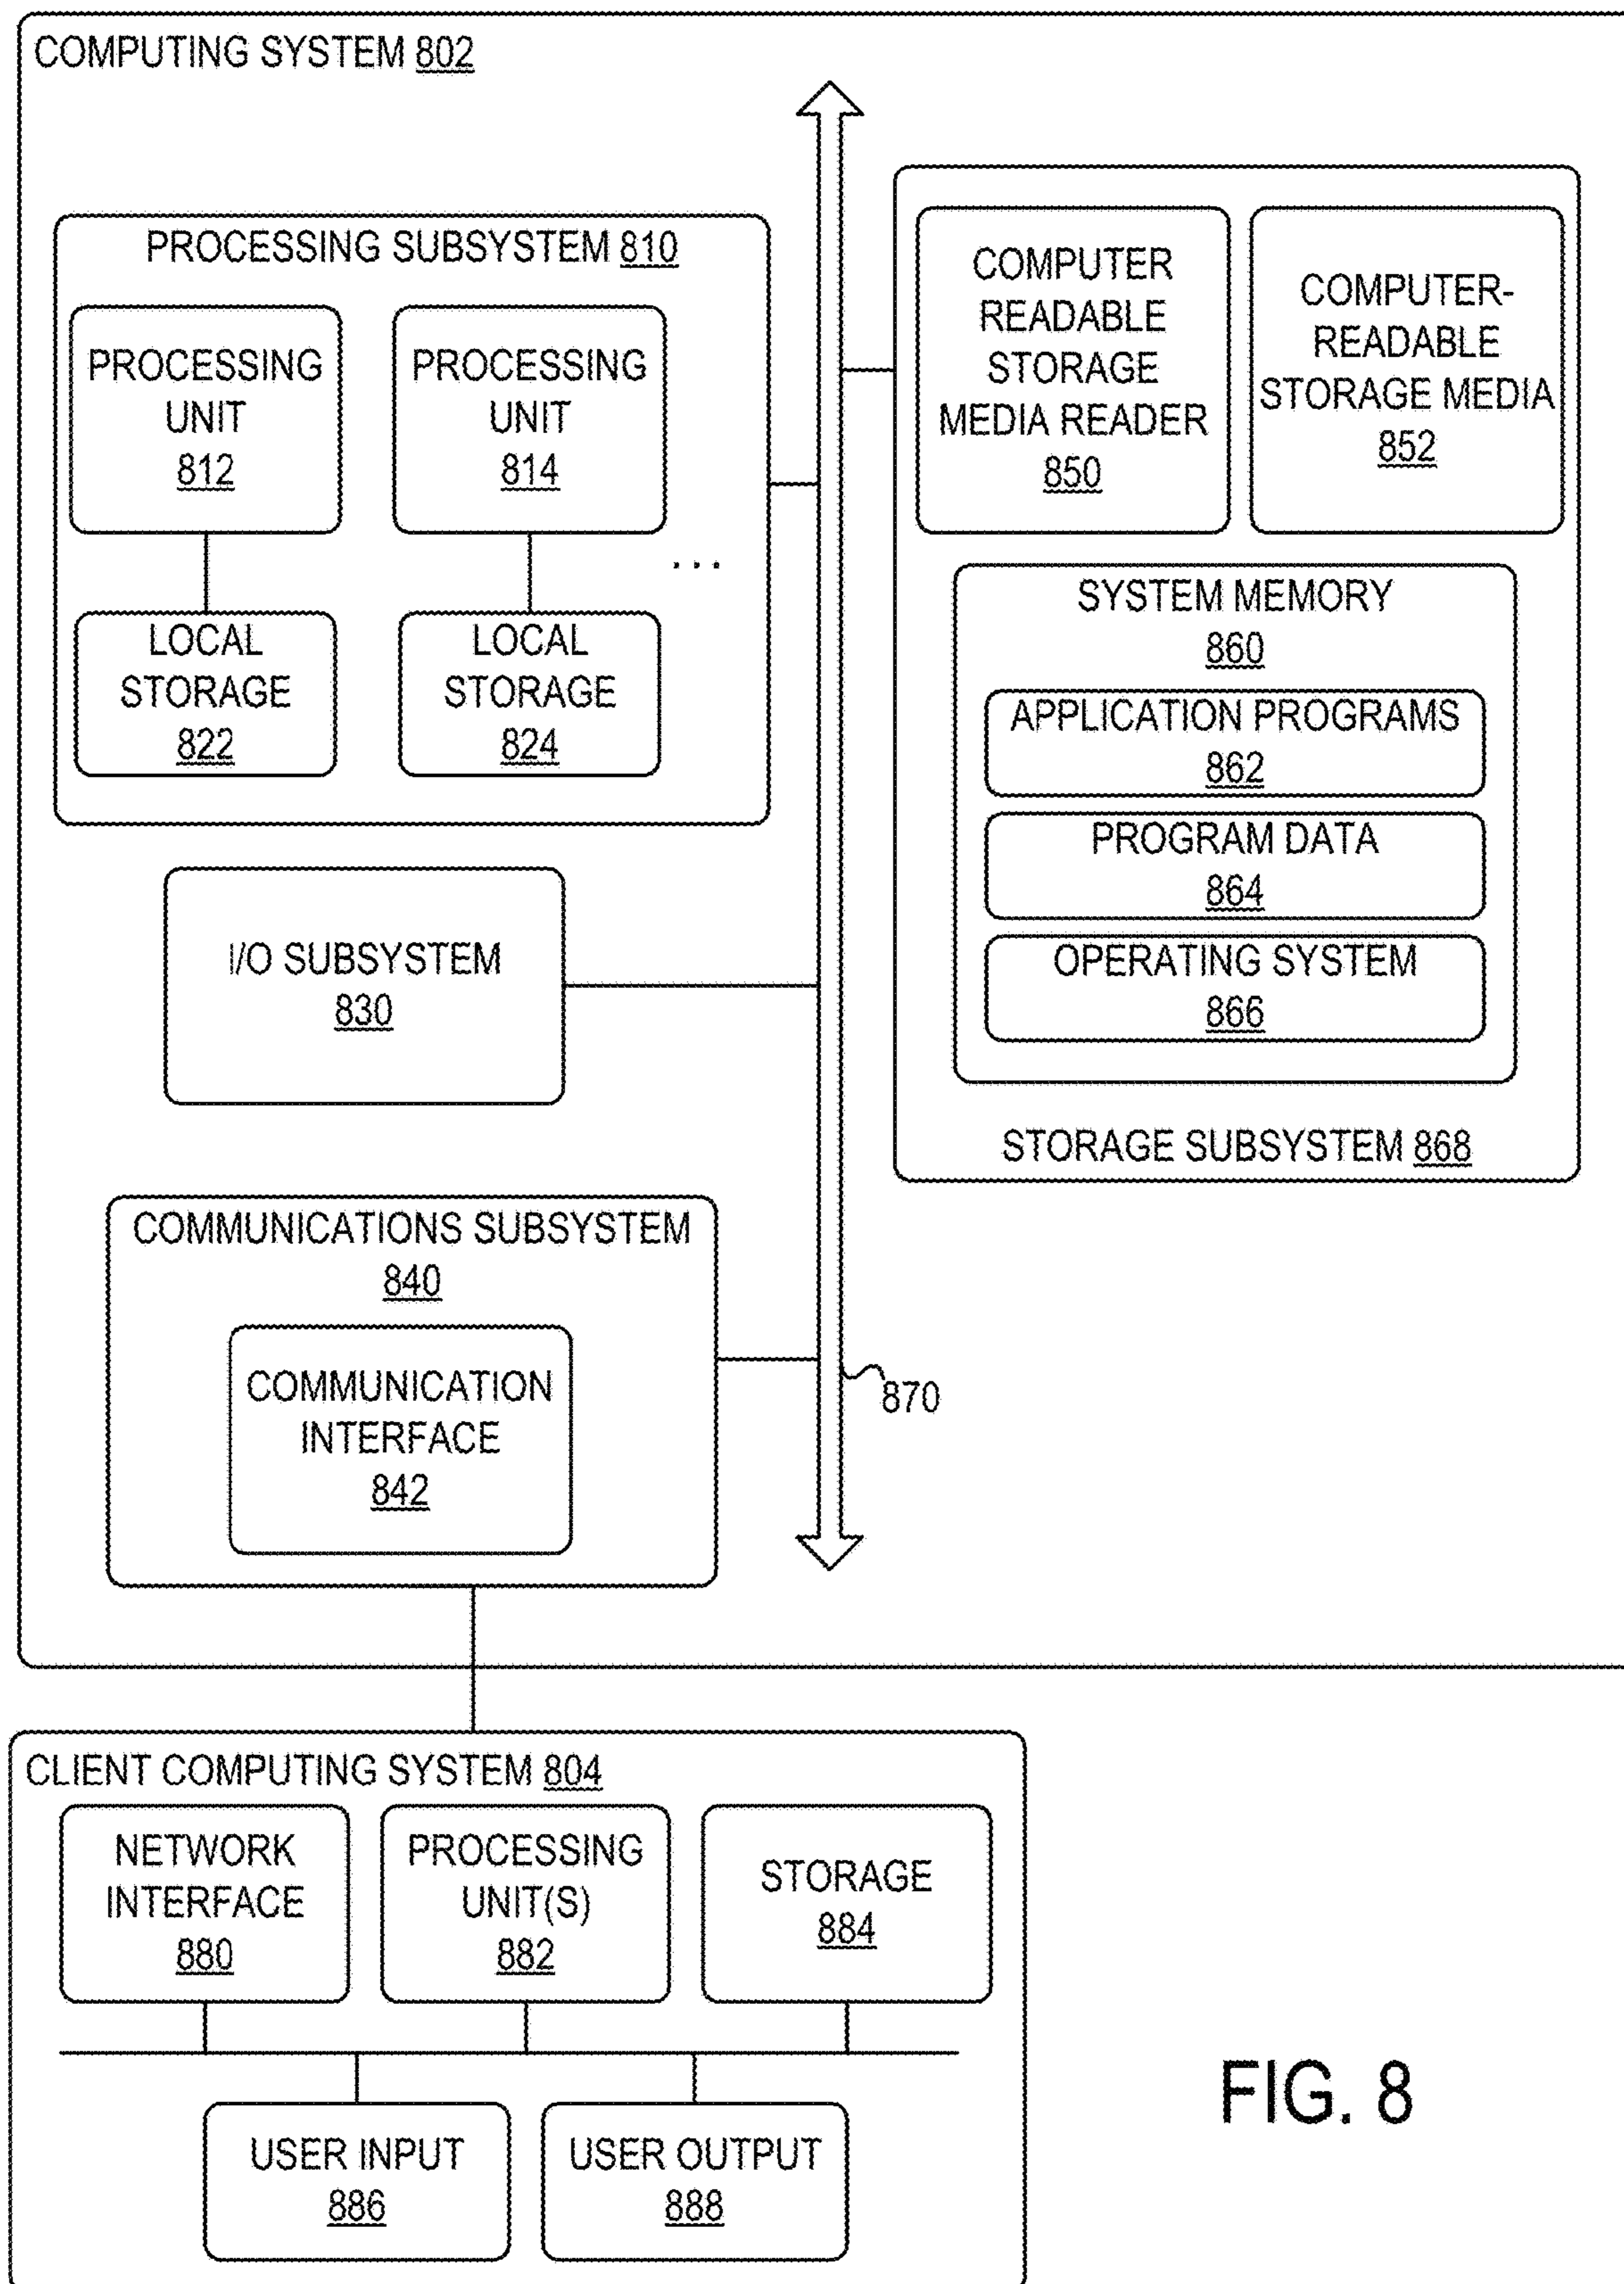 COMPUTING SYSTEM 802
PROCESSING SUBSYSTEM 810
PROCESSING
UNIT
812
PROCESSING
UNIT
814
...
LOCAL
STORAGE
822
LOCAL
STORAGE
824
I/O SUBSYSTEM
830
COMMUNICATIONS SUBSYSTEM
840
COMMUNICATION
INTERFACE
842
870
COMPUTER
READABLE
STORAGE
MEDIA READER
850
COMPUTER-
READABLE
STORAGE MEDIA
852
SYSTEM MEMORY
860
APPLICATION PROGRAMS
862
PROGRAM DATA
864
OPERATING SYSTEM
866
STORAGE SUBSYSTEM 868
CLIENT COMPUTING SYSTEM 804
NETWORK
INTERFACE
880
PROCESSING
UNIT(S)
882
STORAGE
884
USER INPUT
886
USER OUTPUT
888
FIG. 8